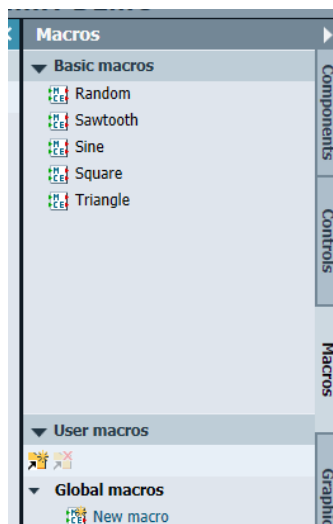 Macros
Basic macros
Random
Sawtooth
Sine
Square
Triangle
User macros
Global macros
New macro
Components
Controls
Macros